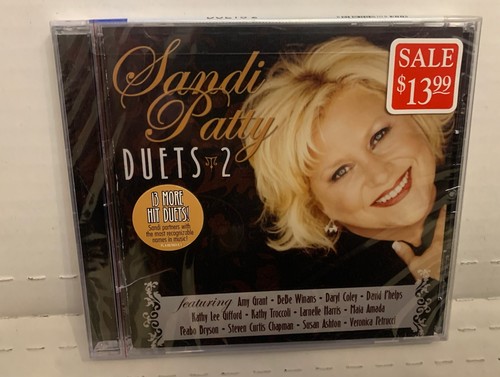 SALE
$13.99
Sandi
Patty
DUETS 2
13 MORE
HIT DUETS!
Sandi partners with
the most recognizable
names in music!
featuring Amy Grant - BeBe Winans - Daryl Coley - David Phelps
Kathy Lee Gifford - Kathy Troccoli - Larnelle Harris - Maia Amada
Peabo Bryson - Steven Curtis Chapman - Susan Ashton - Veronica Petrucci